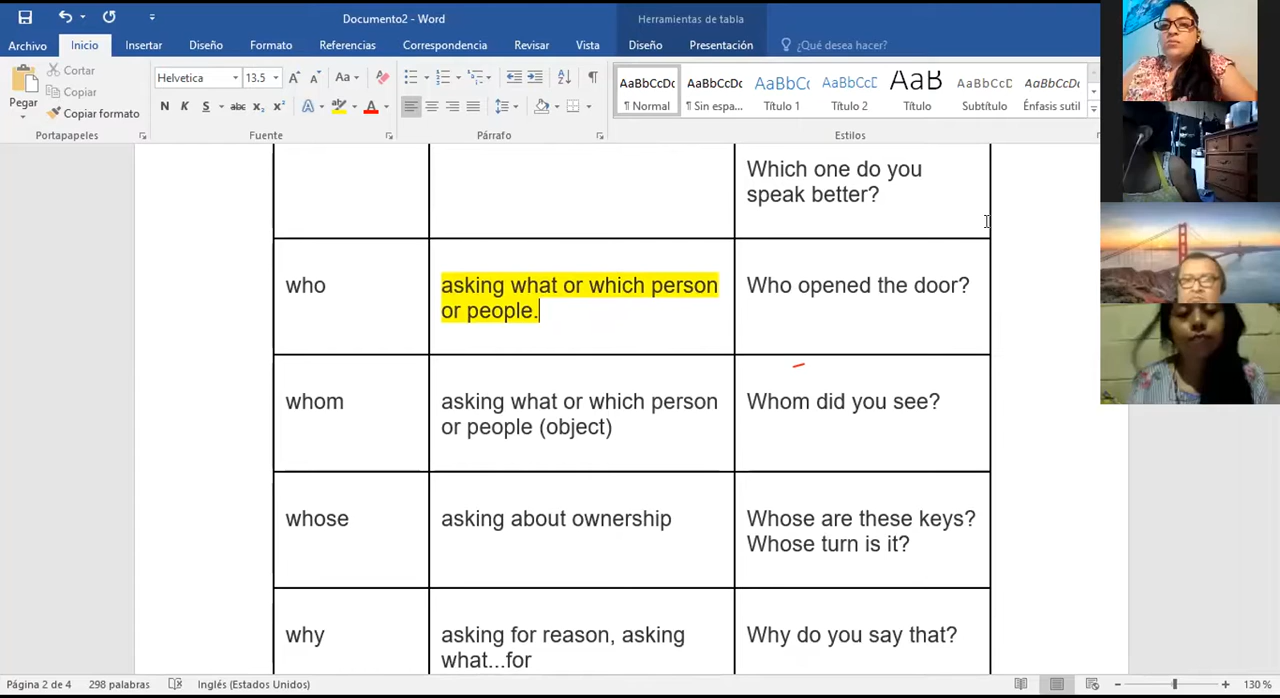 Documento2 - Word
Herramientas de tabla
Archivo
Inicio
Insertar
Diseño
Formato
Referencias
Correspondencia
Revisar
Vista
Diseño
Presentación
¿Qué desea hacer?
Pegar
Cortar
Copiar
Copiar formato
Portapapeles
Helvetica
13.5
Aa
N K S abc x₂ x²
Fuente
Párrafo
AaBbCcDc
¶ Normal
AaBbCcDc
¶ Sin espa...
AaBbCc
Título 1
AaBbCcD
Título 2
AaB
Título
AaBbCcD
Subtítulo
AaBbCcDc
Énfasis sutil
Estilos
Which one do you
speak better?
who
asking what or which person
or people.
Who opened the door?
whom
asking what or which person
or people (object)
Whom did you see?
whose
asking about ownership
Whose are these keys?
Whose turn is it?
why
asking for reason, asking
what...for
Why do you say that?
Página 2 de 4
298 palabras
Inglés (Estados Unidos)
130 %